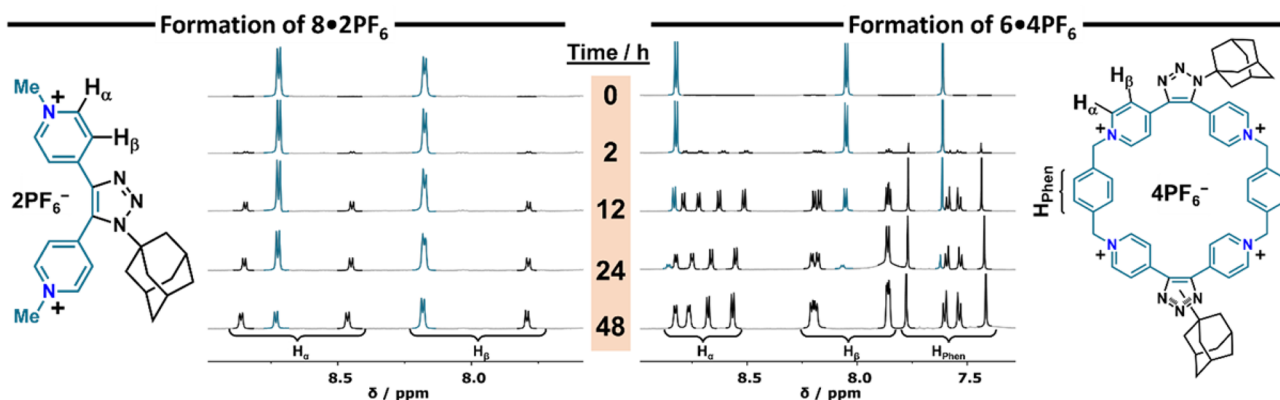 Formation of 8•2PF₆
Formation of 6•4PF₆
Time / h
0
2
12
24
48
Me
N
+
Hα
Hβ
N
N
N
2PF₆⁻
N
+
Me
Hα
Hβ
8.5
8.0
δ / ppm
Hα
Hβ
HPhen
8.5
8.0
7.5
δ / ppm
N
N
N
Hβ
Hα
+
N
N
+
HPhen
4PF₆⁻
+
N
N
+
N
N
N